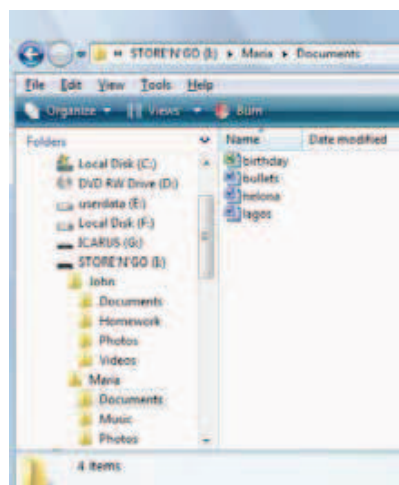 « STORE'N'GO (I:) ▸ Maria ▸ Documents
File Edit View Tools Help
Organize Views Burn
Folders
Name Date modified
Local Disk (C:)
DVD RW Drive (D:)
userdata (E:)
Local Disk (F:)
ICARUS (G:)
STORE'N'GO (I:)
John
Documents
Homework
Photos
Videos
Maria
Documents
Music
Photos
birthday
bullets
helona
lagos
4 items